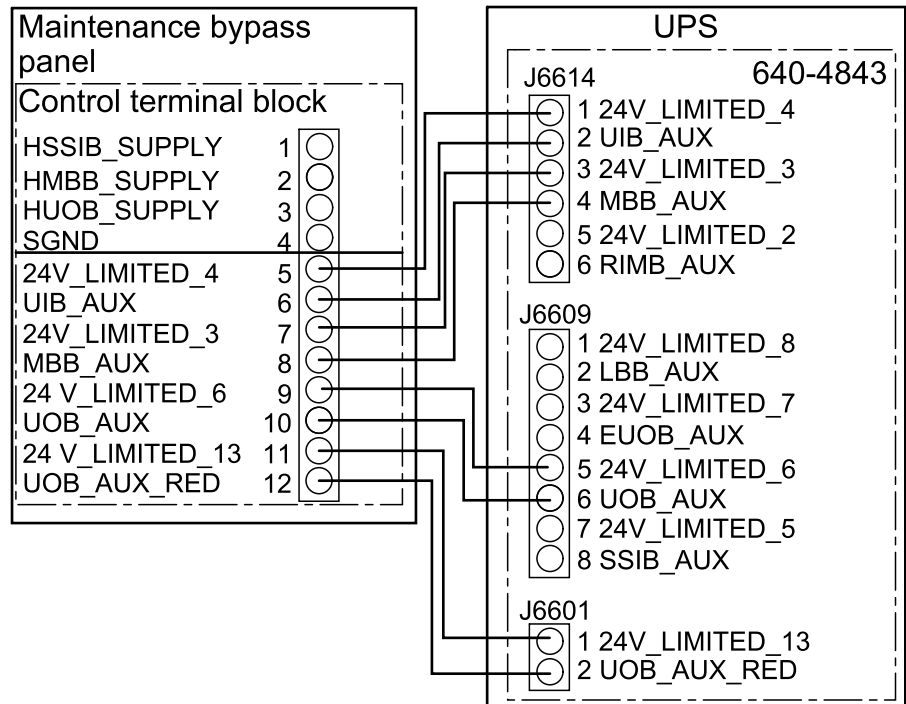 Maintenance bypass
panel
Control terminal block
HSSIB_SUPPLY 1
HMBB_SUPPLY 2
HUOB_SUPPLY 3
SGND 4
24V_LIMITED_4 5
UIB_AUX 6
24V_LIMITED_3 7
MBB_AUX 8
24 V_LIMITED_6 9
UOB_AUX 10
24 V_LIMITED_13 11
UOB_AUX_RED 12
UPS
640-4843
J6614
1 24V_LIMITED_4
2 UIB_AUX
3 24V_LIMITED_3
4 MBB_AUX
5 24V_LIMITED_2
6 RIMB_AUX
J6609
1 24V_LIMITED_8
2 LBB_AUX
3 24V_LIMITED_7
4 EUOB_AUX
5 24V_LIMITED_6
6 UOB_AUX
7 24V_LIMITED_5
8 SSIB_AUX
J6601
1 24V_LIMITED_13
2 UOB_AUX_RED